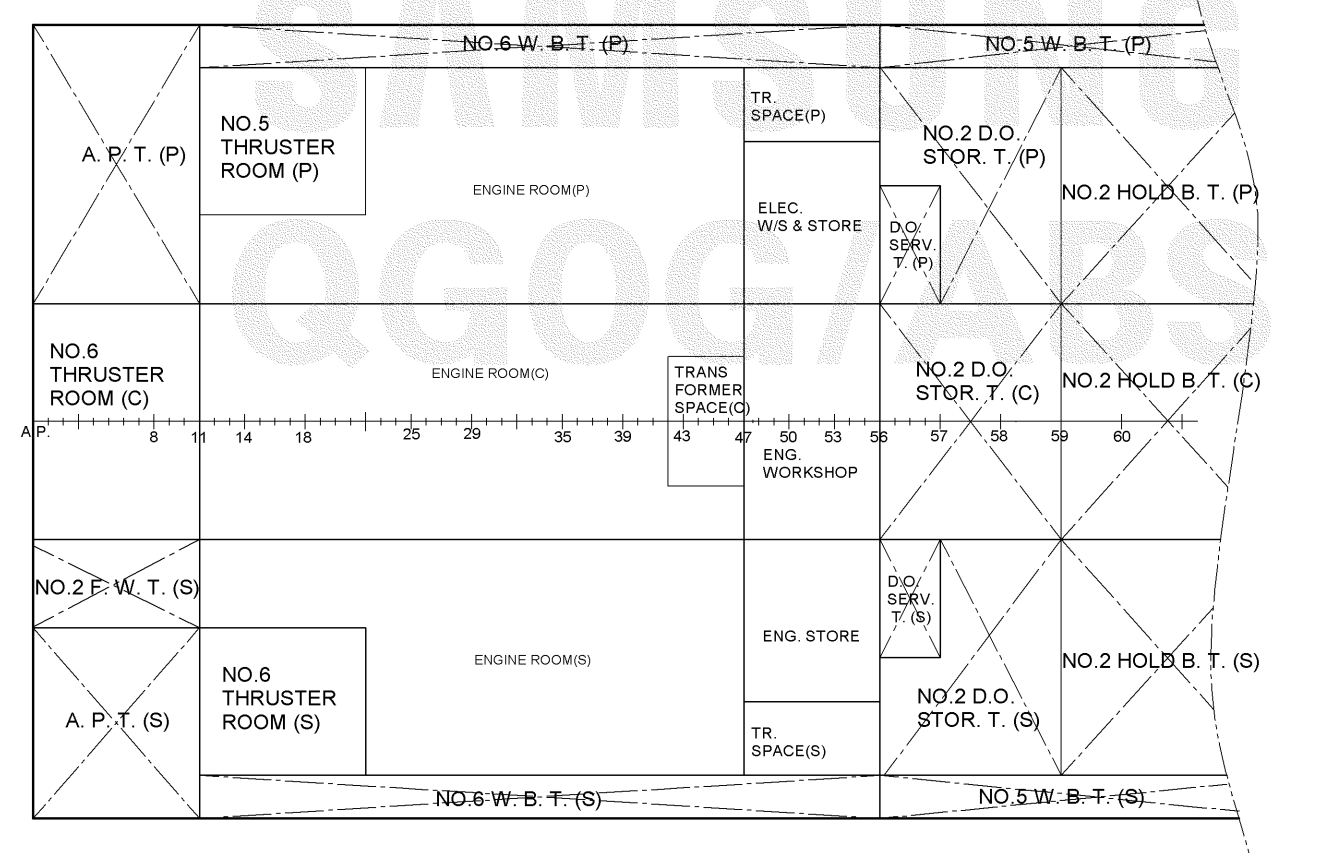 SAMSUNG
QGOG/ABS
NO.6 W. B. T. (P)
NO.5 W. B. T. (P)
A. P. T. (P)
NO.5
THRUSTER
ROOM (P)
ENGINE ROOM(P)
TR.
SPACE(P)
ELEC.
W/S & STORE
NO.2 D.O.
STOR. T. (P)
D.O.
SERV.
T. (P)
NO.2 HOLD B. T. (P)
NO.6
THRUSTER
ROOM (C)
ENGINE ROOM(C)
TRANS
FORMER
SPACE(C)
NO.2 D.O.
STOR. T. (C)
NO.2 HOLD B. T. (C)
A.P. 8 11 14 18 25 29 35 39 43 47 50 53 56 57 58 59 60
ENG.
WORKSHOP
NO.2 F. W. T. (S)
A. P. T. (S)
NO.6
THRUSTER
ROOM (S)
ENGINE ROOM(S)
ENG. STORE
TR.
SPACE(S)
D.O.
SERV.
T. (S)
NO.2 D.O.
STOR. T. (S)
NO.2 HOLD B. T. (S)
NO.6 W. B. T. (S)
NO.5 W. B. T. (S)